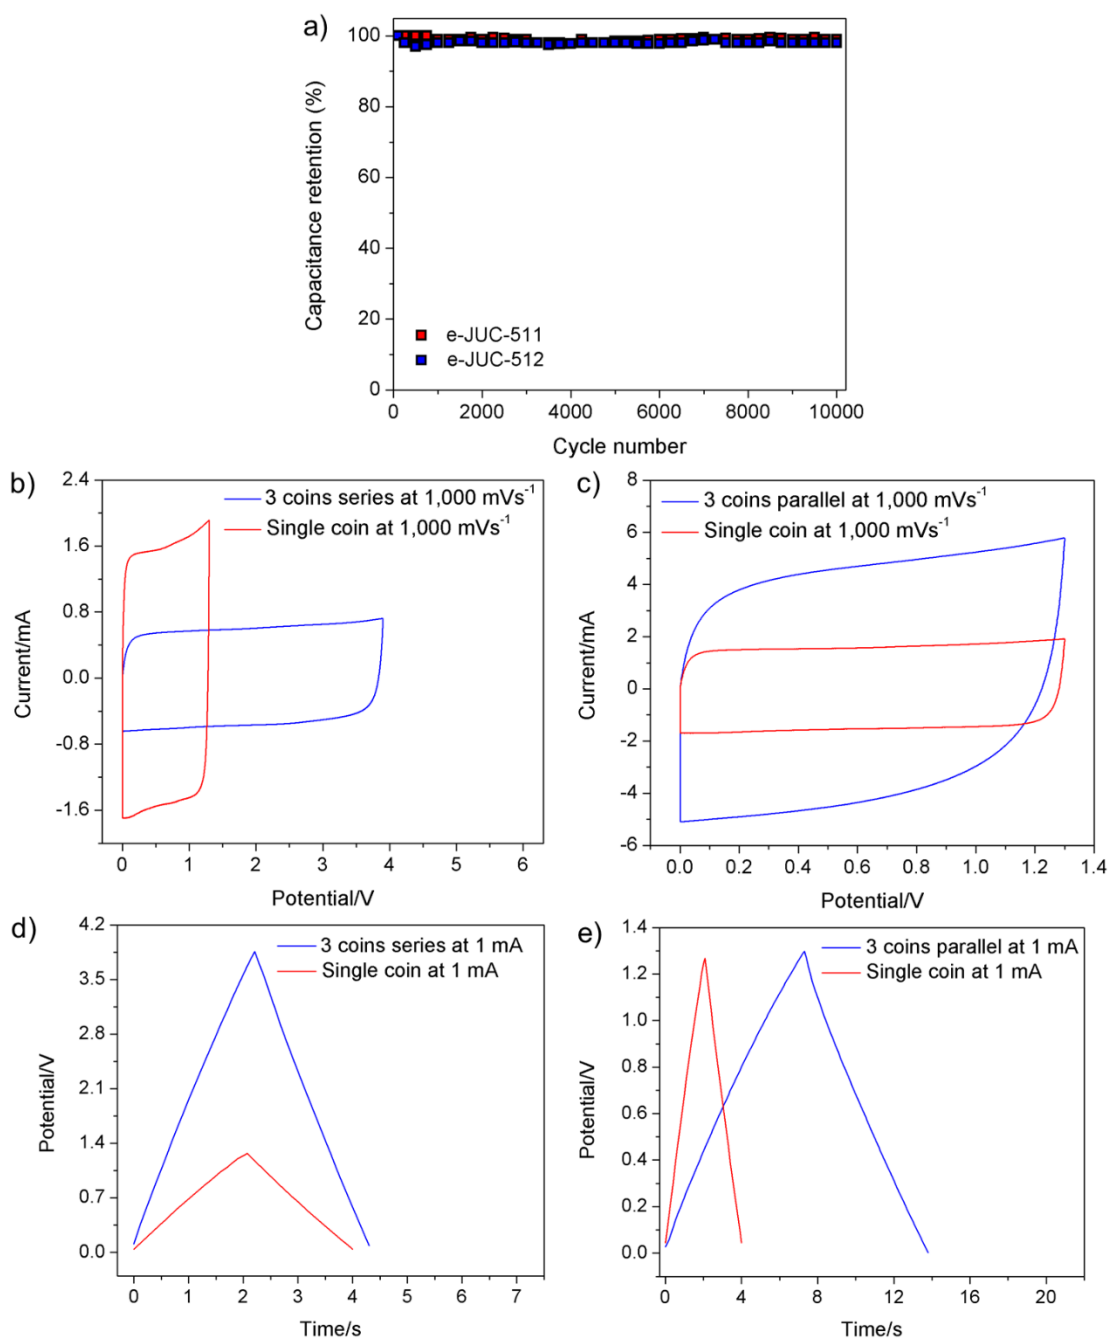 a)
100
80
60
40
20
0
Capacitance retention (%)
e-JUC-511
e-JUC-512
0 2000 4000 6000 8000 10000
Cycle number
b)
2.4
1.6
0.8
0.0
-0.8
-1.6
Current/mA
3 coins series at 1,000 mVs⁻¹
Single coin at 1,000 mVs⁻¹
0 1 2 3 4 5 6
Potential/V
c)
8
6
4
2
0
-2
-4
-6
Current/mA
3 coins parallel at 1,000 mVs⁻¹
Single coin at 1,000 mVs⁻¹
0.0 0.2 0.4 0.6 0.8 1.0 1.2 1.4
Potential/V
d)
4.2
3.5
2.8
2.1
1.4
0.7
0.0
Potential/V
3 coins series at 1 mA
Single coin at 1 mA
0 1 2 3 4 5 6 7
Time/s
e)
1.4
1.2
1.0
0.8
0.6
0.4
0.2
0.0
Potential/V
3 coins parallel at 1 mA
Single coin at 1 mA
0 4 8 12 16 20
Time/s